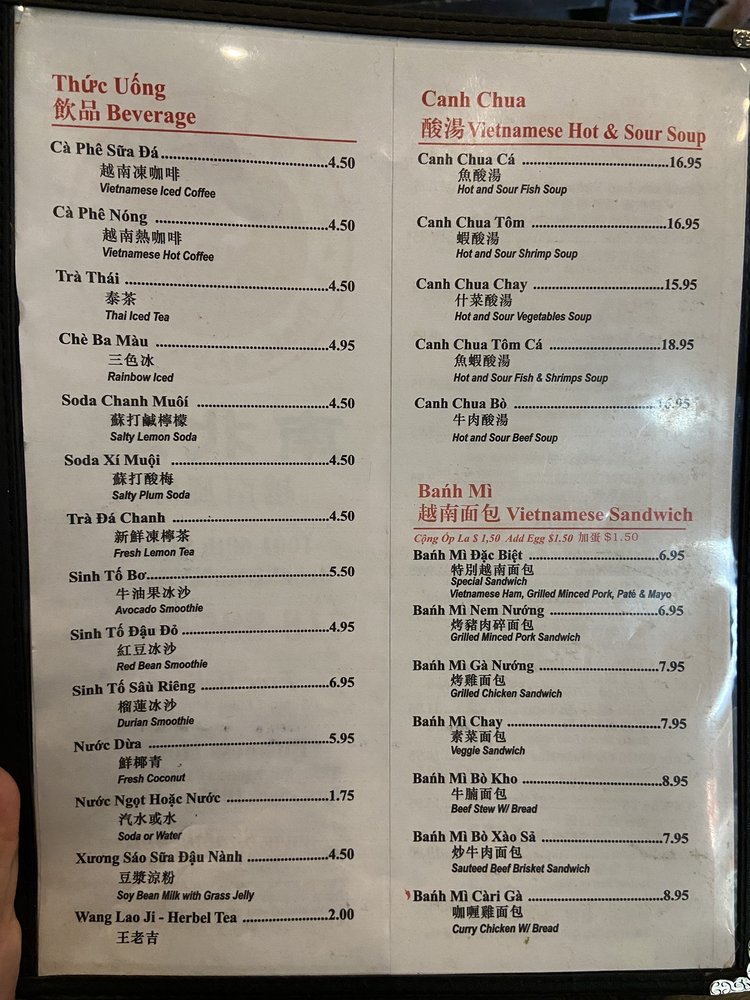 Thức Uống
飲品 Beverage
Cà Phê Sữa Đá.....4.50
越南凍咖啡
Vietnamese Iced Coffee
Cà Phê Nóng .....4.50
越南熱咖啡
Vietnamese Hot Coffee
Trà Thái .....4.50
泰茶
Thai Iced Tea
Chè Ba Màu .....4.95
三色冰
Rainbow Iced
Soda Chanh Muôí .....4.50
蘇打鹹檸檬
Salty Lemon Soda
Soda Xí Muội .....4.50
蘇打酸梅
Salty Plum Soda
Trà Đá Chanh .....4.50
新鮮凍檸茶
Fresh Lemon Tea
Sinh Tố Bơ.....5.50
牛油果冰沙
Avocado Smoothie
Sinh Tố Đậu Đỏ.....4.95
紅豆冰沙
Red Bean Smoothie
Sinh Tố Sâù Riêng .....6.95
榴蓮冰沙
Durian Smoothie
Nước Dừa .....5.95
鮮椰青
Fresh Coconut
Nước Ngọt Hoặc Nước .....1.75
汽水或水
Soda or Water
Xương Sáo Sữa Đậu Nành .....4.50
豆漿涼粉
Soy Bean Milk with Grass Jelly
Wang Lao Ji - Herbel Tea .....2.00
王老吉
Canh Chua
酸湯 Vietnamese Hot & Sour Soup
Canh Chua Cá .....16.95
魚酸湯
Hot and Sour Fish Soup
Canh Chua Tôm .....16.95
蝦酸湯
Hot and Sour Shrimp Soup
Canh Chua Chay .....15.95
什菜酸湯
Hot and Sour Vegetables Soup
Canh Chua Tôm Cá .....18.95
魚蝦酸湯
Hot and Sour Fish & Shrimps Soup
Canh Chua Bò .....16.95
牛肉酸湯
Hot and Sour Beef Soup
Bańh Mì
越南面包 Vietnamese Sandwich
Cộng Óp La $ 1,50 Add Egg $1.50 加蛋 $1.50
Bańh Mì Đặc Biệt .....6.95
特別越南面包
Special Sandwich
Vietnamese Ham, Grilled Minced Pork, Paté & Mayo
Bańh Mì Nem Nướng .....6.95
烤豬肉碎面包
Grilled Minced Pork Sandwich
Bańh Mì Gà Nướng .....7.95
烤雞面包
Grilled Chicken Sandwich
Bańh Mì Chay .....7.95
素菜面包
Veggie Sandwich
Bańh Mì Bò Kho .....8.95
牛腩面包
Beef Stew W/ Bread
Bańh Mì Bò Xào Sả .....7.95
炒牛肉面包
Sauteed Beef Brisket Sandwich
Bańh Mì Càri Gà .....8.95
咖喱雞面包
Curry Chicken W/ Bread